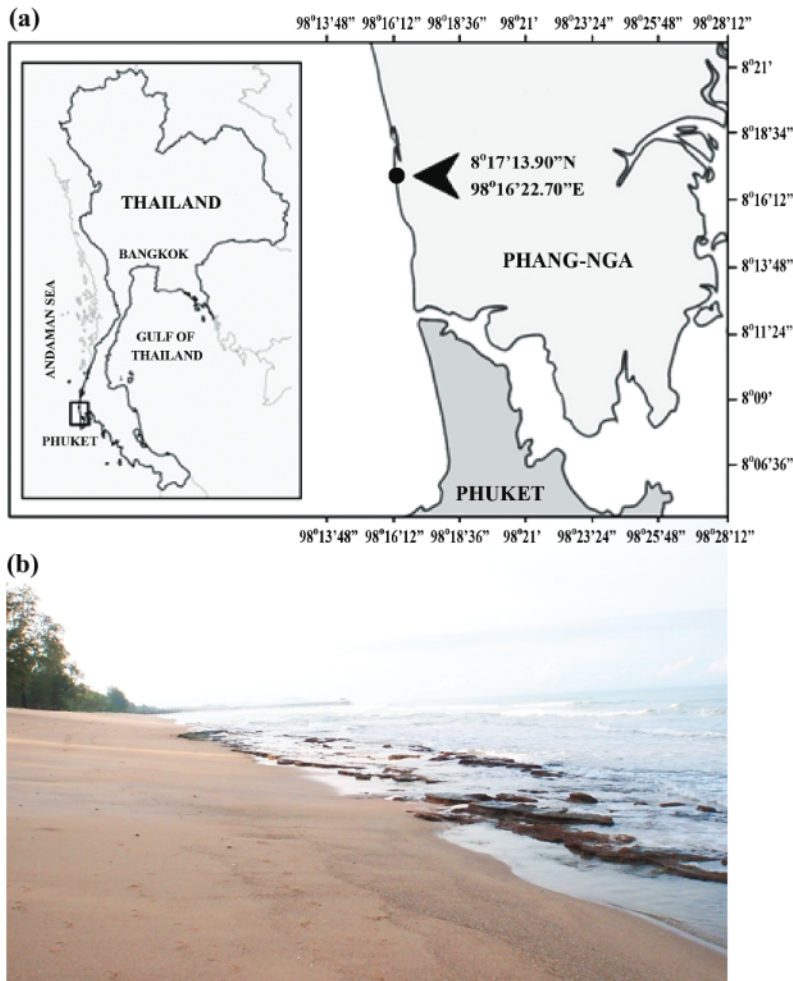 (a)
98°13'48” 98°16'12” 98°18'36” 98°21' 98°23'24” 98°25'48” 98°28'12”
8°21'
8°18'34”
8°16'12”
8°13'48”
8°11'24”
8°09'
8°06'36”
THAILAND
BANGKOK
ANDAMAN SEA
GULF OF
THAILAND
PHUKET
8°17'13.90”N
98°16'22.70”E
PHANG-NGA
PHUKET
98°13'48” 98°16'12” 98°18'36” 98°21' 98°23'24” 98°25'48” 98°28'12”
(b)